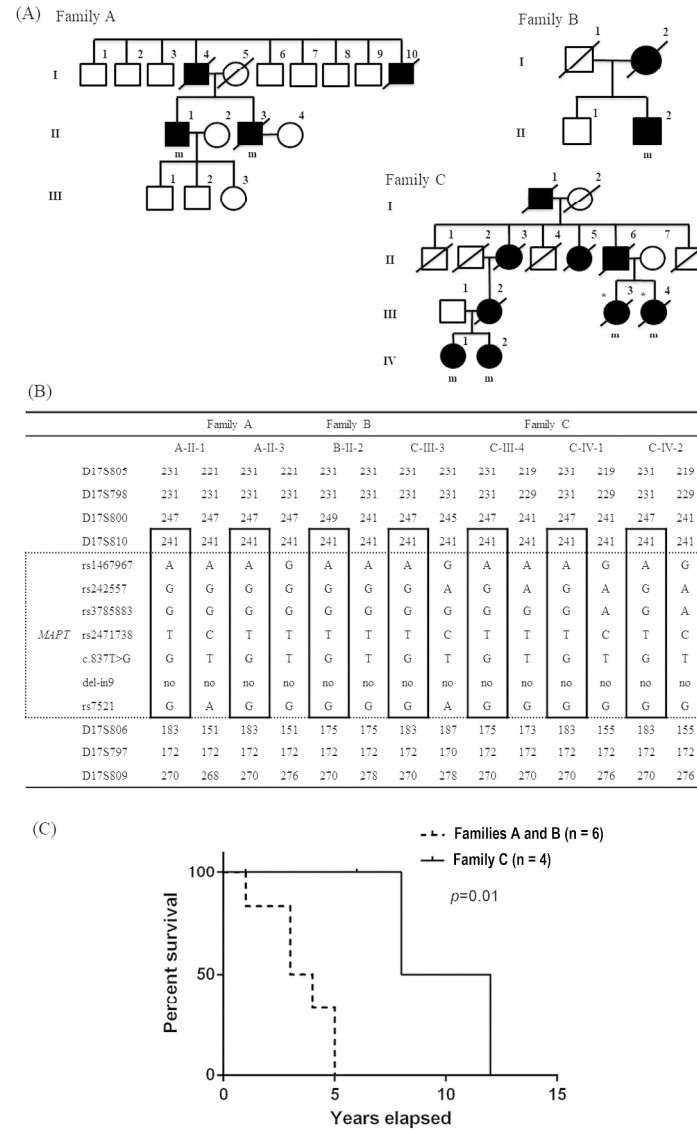 (A)
Family A
1 2 3 4 5 6 7 8 9 10
I
1 2 3 4
II
m m
1 2 3
III
Family B
1 2
I
1 2
II
m
Family C
1 2
I
1 2 3 4 5 6 7
II
1 2 * 3 * 4
III
m m
1 2
IV
m m
(B)
Family A Family B Family C
A-II-1 A-II-3 B-II-2 C-III-3 C-III-4 C-IV-1 C-IV-2
D17S805 231 221 231 221 231 231 231 231 231 219 231 219 231 219
D17S798 231 231 231 231 231 231 231 231 231 229 231 229 231 229
D17S800 247 247 247 247 249 241 247 245 247 241 247 241 247 241
D17S810 241 241 241 241 241 241 241 241 241 241 241 241 241 241
rs1467967 A A A G A A A G A A A G A G
rs242557 G G G G G G G A G A G A G A
rs3785883 G G G G G G G G G G G A G A
MAPT rs2471738 T C T T T T T C T T T C T C
c.837T>G G T G T G T G T G T G T G T
del-in9 no no no no no no no no no no no no no no
rs7521 G A G G G G G A G G G G G G
D17S806 183 151 183 151 175 175 183 187 175 173 183 155 183 155
D17S797 172 172 172 172 172 172 172 170 172 172 172 172 172 172
D17S809 270 268 270 276 270 278 270 278 270 270 270 276 270 276
(C)
Families A and B (n = 6)
Family C (n = 4)
p=0.01
Percent survival
100
50
0
0 5 10 15
Years elapsed